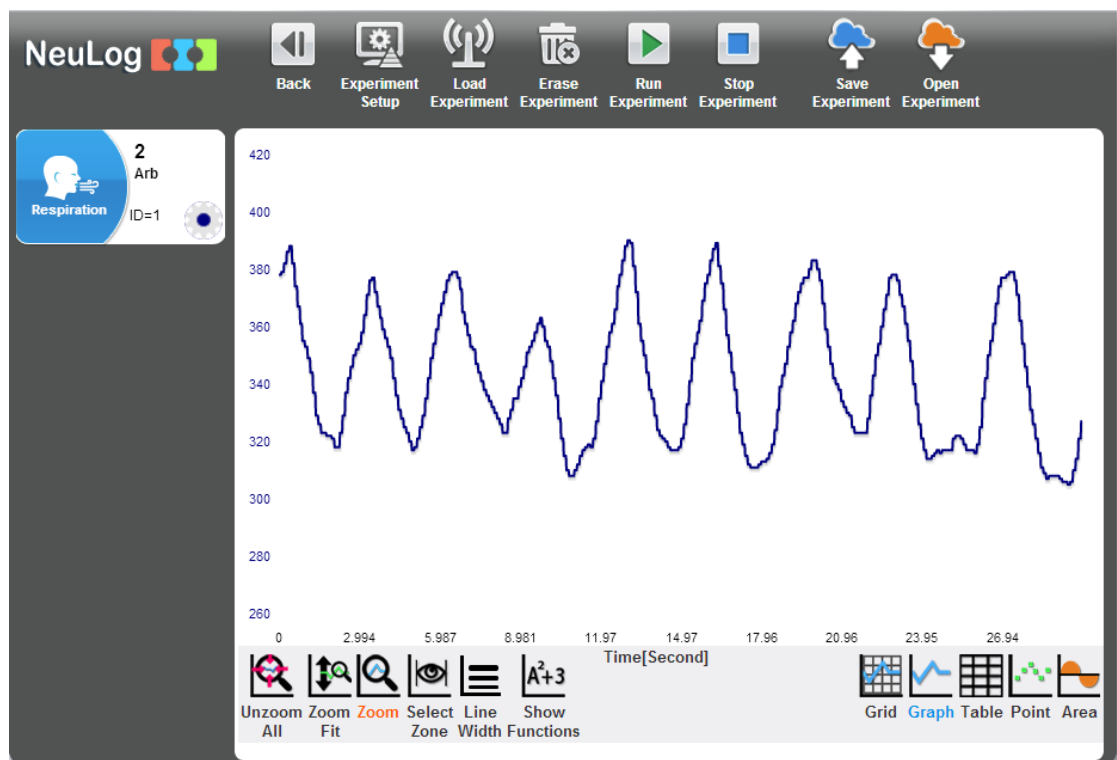 NeuLog
Back
Experiment
Setup
Load
Experiment
Erase
Experiment
Run
Experiment
Stop
Experiment
Save
Experiment
Open
Experiment
Respiration
2
Arb
ID=1
420
400
380
360
340
320
300
280
260
0 2.994 5.987 8.981 11.97 14.97 17.96 20.96 23.95 26.94
Time[Second]
A²+3
Unzoom
All
Zoom
Fit
Zoom
Select
Zone
Line
Width
Show
Functions
Grid
Graph
Table
Point
Area